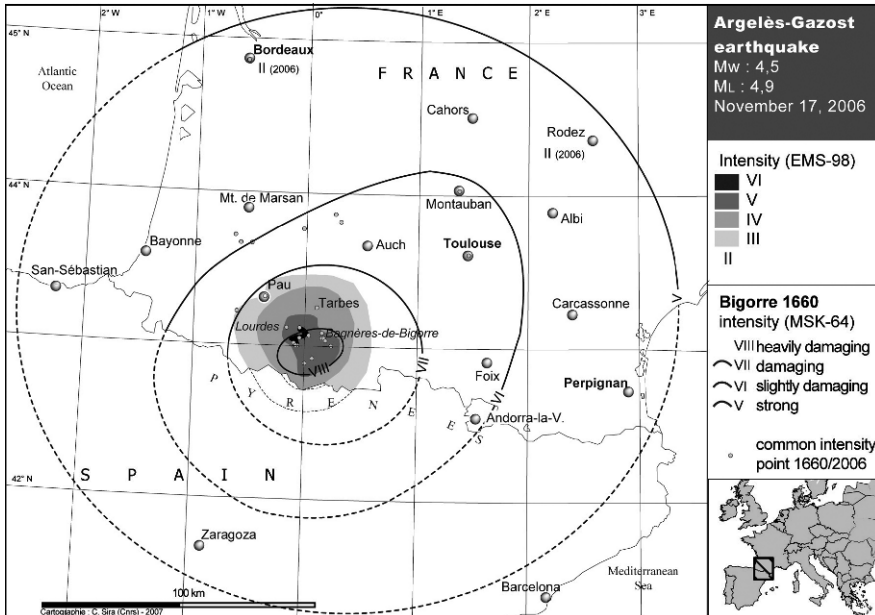 4° W
3° W
2° W
1° W
0°
1° E
2° E
3° E
45° N
Atlantic
Ocean
Bordeaux
II (2006)
F R A N C E
Cahors
Rodez
II (2006)
44° N
Mt. de Marsan
Montauban
Albi
Bayonne
Auch
Toulouse
San-Sébastian
Pau
Tarbes
Carcassonne
V
Lourdes
Bagnères-de-Bigorre
VIII
VII
Foix
Perpignan
VI
P Y R E N E E S
Andorra-la-V.
42° N
S P A I N
Zaragoza
Mediterranean
Sea
Barcelona
100 km
Cartographie : C. Sira (Cnrs) - 2007
Argelès-Gazost
earthquake
Mw : 4,5
ML : 4,9
November 17, 2006
Intensity (EMS-98)
VI
V
IV
III
II
Bigorre 1660
intensity (MSK-64)
VIII heavily damaging
VII damaging
VI slightly damaging
V strong
common intensity
point 1660/2006